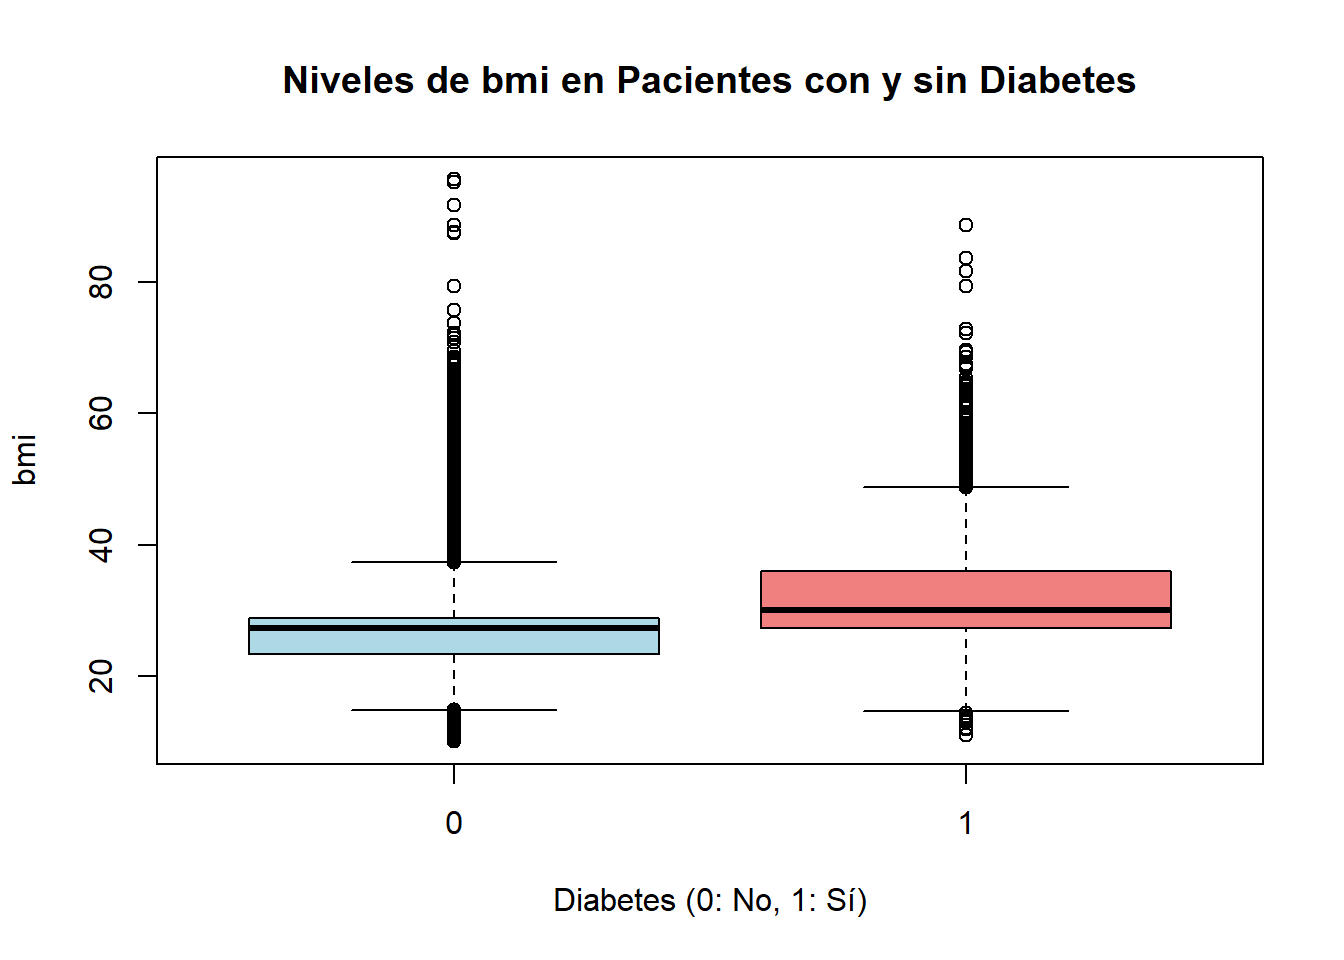 Niveles de bmi en Pacientes con y sin Diabetes
bmi
80
60
40
20
0 1
Diabetes (0: No, 1: Sí)